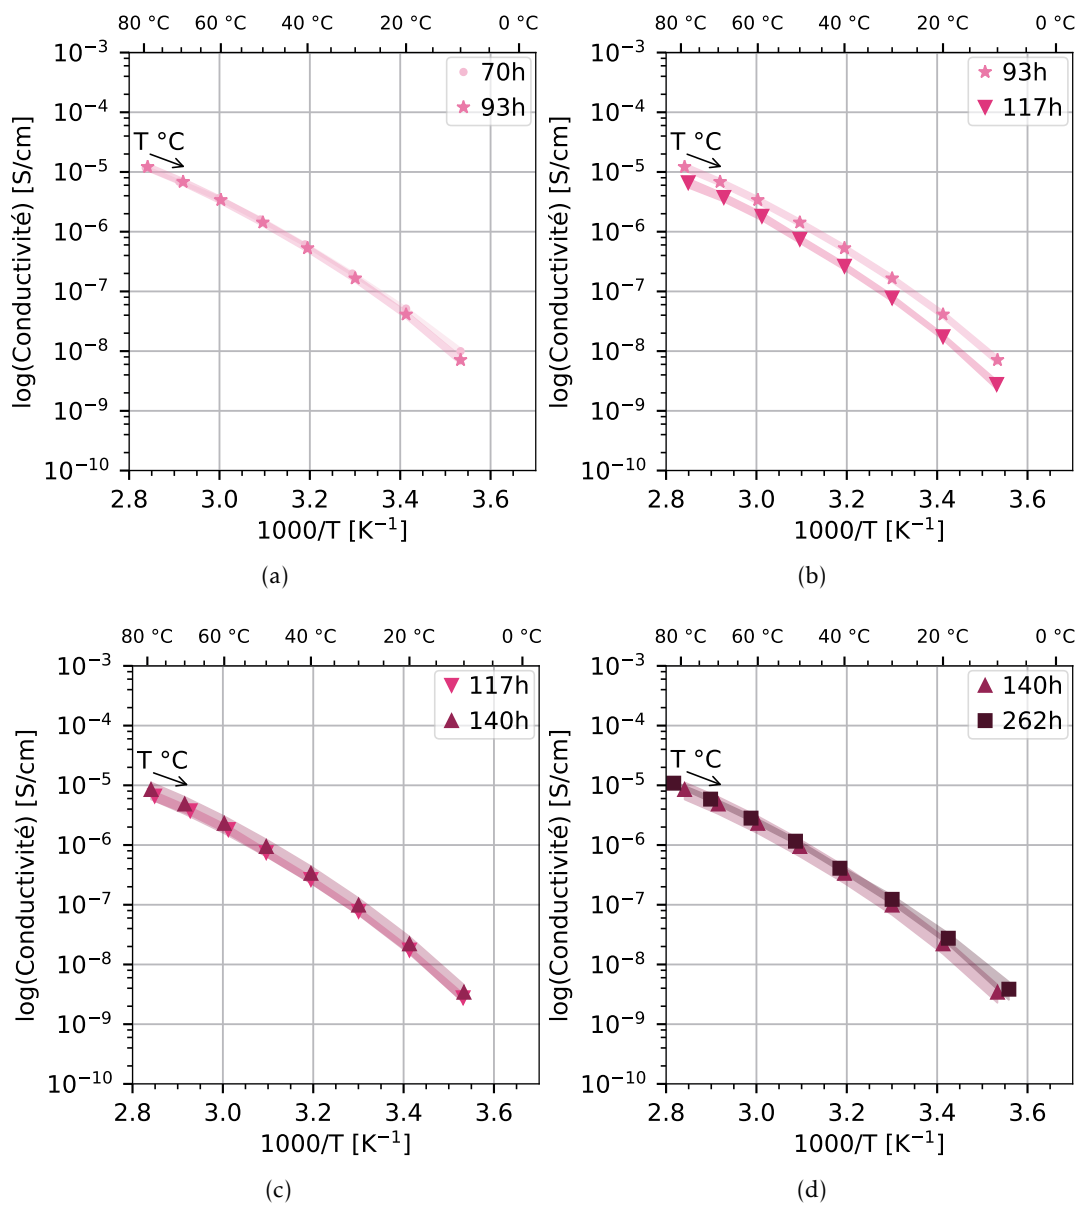 80 °C 60 °C 40 °C 20 °C 0 °C
10⁻³
10⁻⁴
10⁻⁵
10⁻⁶
10⁻⁷
10⁻⁸
10⁻⁹
10⁻¹⁰
log(Conductivité) [S/cm]
70h
93h
T °C
2.8 3.0 3.2 3.4 3.6
1000/T [K⁻¹]
(a)
80 °C 60 °C 40 °C 20 °C 0 °C
10⁻³
10⁻⁴
10⁻⁵
10⁻⁶
10⁻⁷
10⁻⁸
10⁻⁹
10⁻¹⁰
log(Conductivité) [S/cm]
93h
117h
T °C
2.8 3.0 3.2 3.4 3.6
1000/T [K⁻¹]
(b)
80 °C 60 °C 40 °C 20 °C 0 °C
10⁻³
10⁻⁴
10⁻⁵
10⁻⁶
10⁻⁷
10⁻⁸
10⁻⁹
10⁻¹⁰
log(Conductivité) [S/cm]
117h
140h
T °C
2.8 3.0 3.2 3.4 3.6
1000/T [K⁻¹]
(c)
80 °C 60 °C 40 °C 20 °C 0 °C
10⁻³
10⁻⁴
10⁻⁵
10⁻⁶
10⁻⁷
10⁻⁸
10⁻⁹
10⁻¹⁰
log(Conductivité) [S/cm]
140h
262h
T °C
2.8 3.0 3.2 3.4 3.6
1000/T [K⁻¹]
(d)